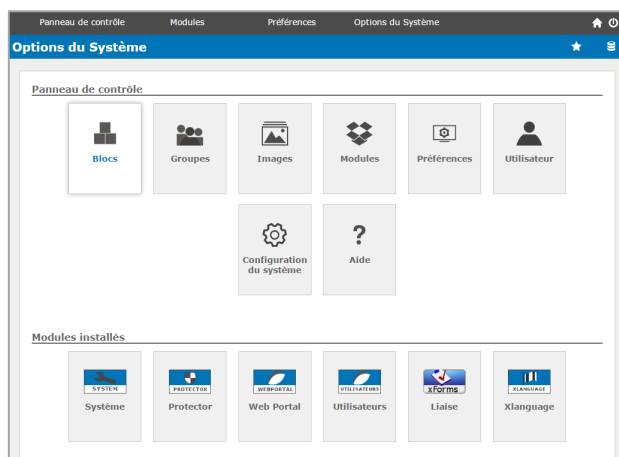 Panneau de contrôle Modules Préférences Options du Système
Options du Système
Panneau de contrôle
Blocs Groupes Images Modules Préférences Utilisateur
Configuration du système
?
Aide
Modules installés
SYSTEM PROTECTOR WEBPORTAL UTILISATEURS xForms XLANGUAGE
Système Protector Web Portal Utilisateurs Liaise Xlanguage